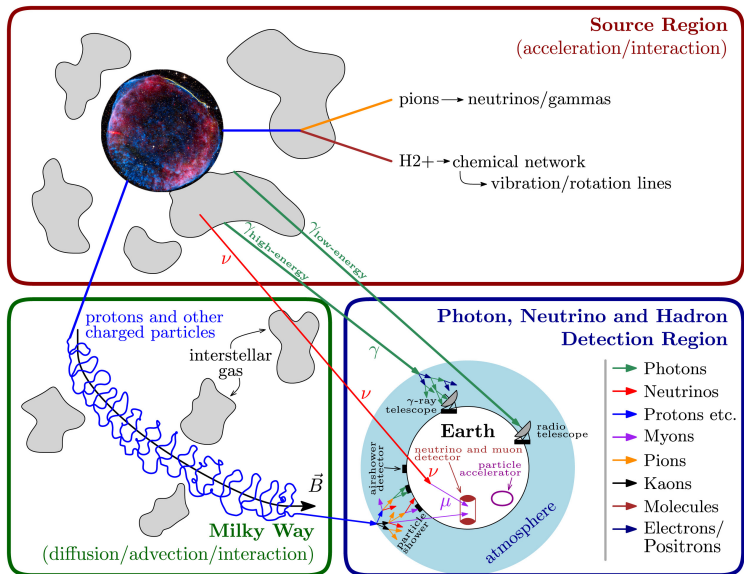 Source Region
(acceleration/interaction)
pions → neutrinos/gammas
H2+ → chemical network
vibration/rotation lines
γhigh-energy
γlow-energy
ν
protons and other
charged particles
interstellar
gas
γ
ν
B⃗
Milky Way
(diffusion/advection/interaction)
Photon, Neutrino and Hadron
Detection Region
γ-ray
telescope
radio
telescope
Earth
neutrino and muon
detector
particle
accelerator
airshower
detector
ν
μ
particle
shower
atmosphere
Photons
Neutrinos
Protons etc.
Myons
Pions
Kaons
Molecules
Electrons/
Positrons